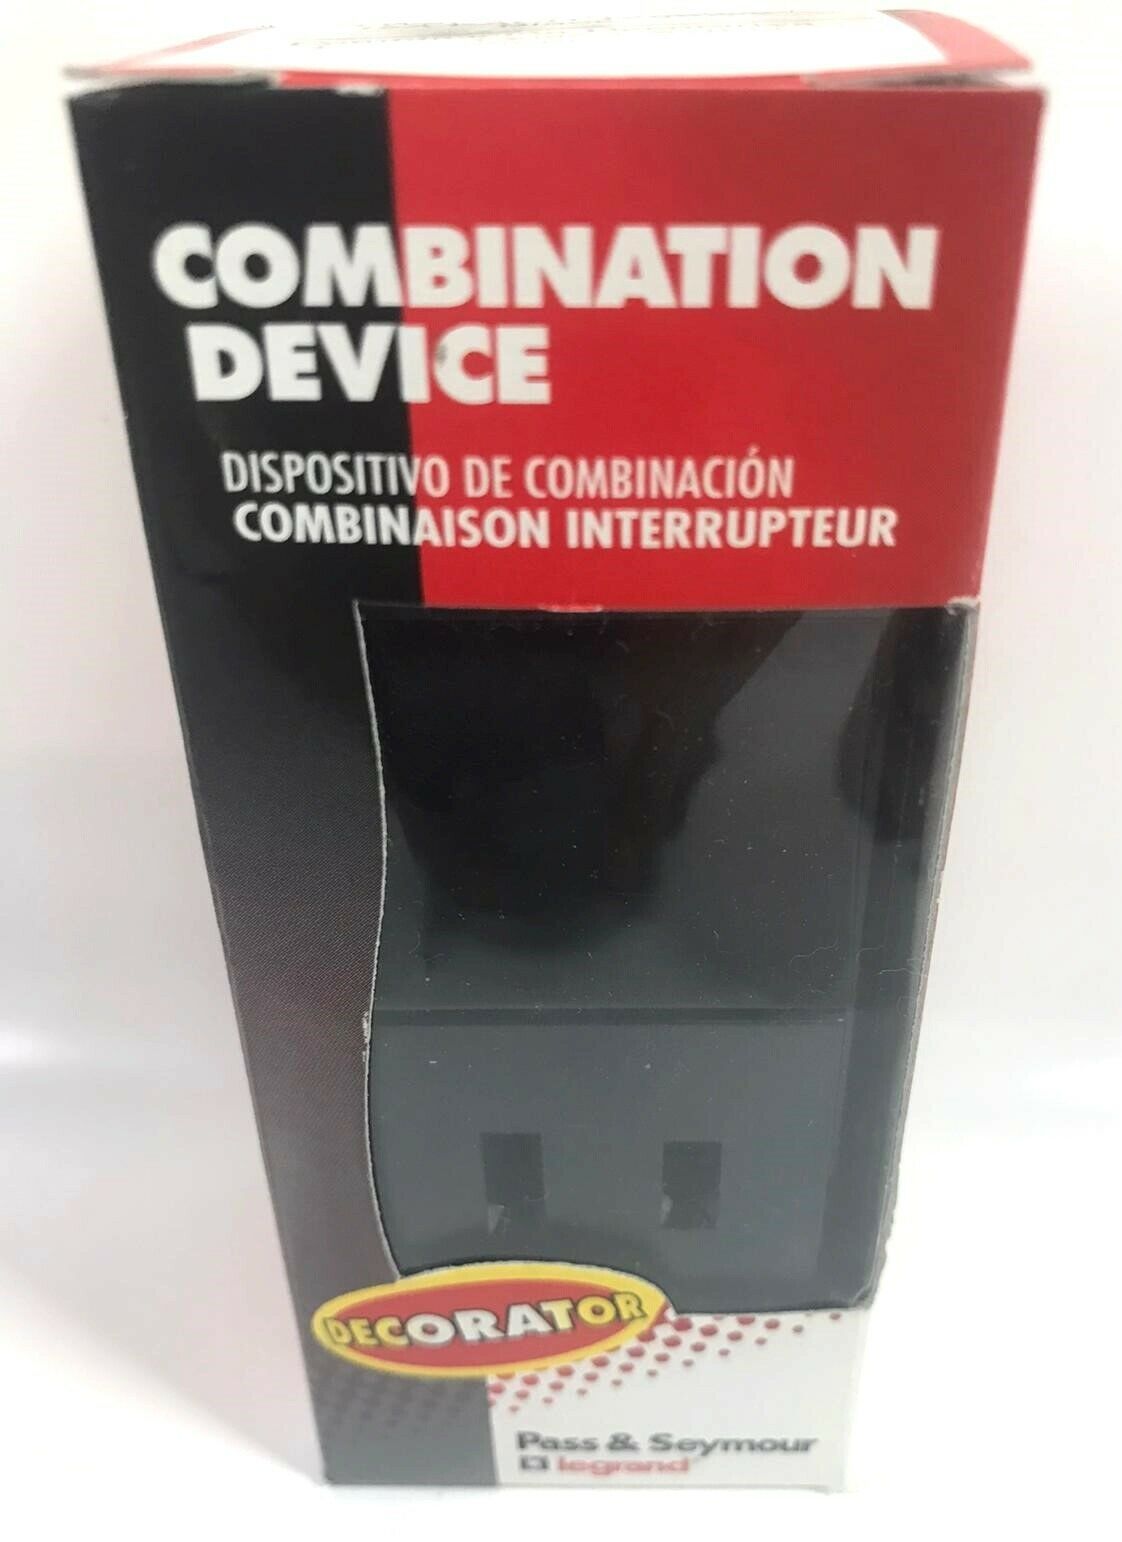 COMBINATION
DEVICE
DISPOSITIVO DE COMBINACIÓN
COMBINAISON INTERRUPTEUR
DECORATOR
Pass & Seymour
legrand